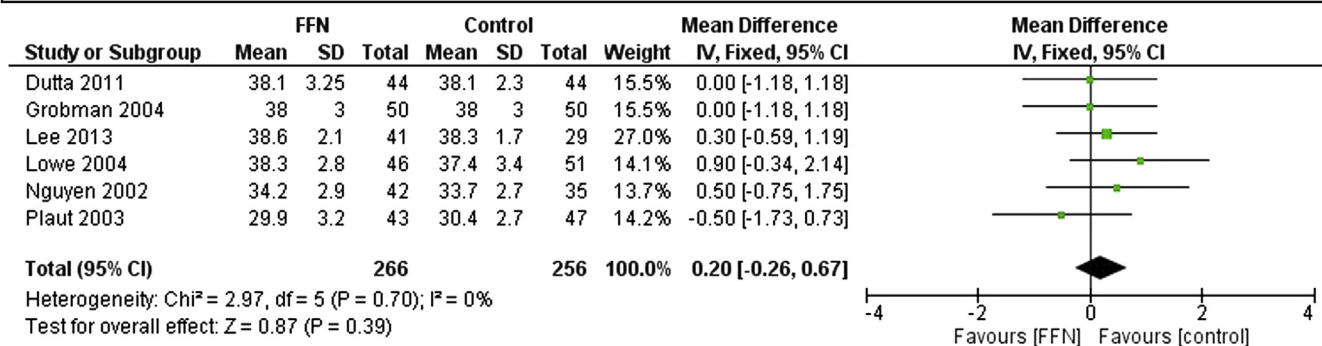 FFN Control Mean Difference Mean Difference
Study or Subgroup Mean SD Total Mean SD Total Weight IV, Fixed, 95% CI IV, Fixed, 95% CI
Dutta 2011 38.1 3.25 44 38.1 2.3 44 15.5% 0.00 [-1.18, 1.18]
Grobman 2004 38 3 50 38 3 50 15.5% 0.00 [-1.18, 1.18]
Lee 2013 38.6 2.1 41 38.3 1.7 29 27.0% 0.30 [-0.59, 1.19]
Lowe 2004 38.3 2.8 46 37.4 3.4 51 14.1% 0.90 [-0.34, 2.14]
Nguyen 2002 34.2 2.9 42 33.7 2.7 35 13.7% 0.50 [-0.75, 1.75]
Plaut 2003 29.9 3.2 43 30.4 2.7 47 14.2% -0.50 [-1.73, 0.73]
Total (95% CI) 266 256 100.0% 0.20 [-0.26, 0.67]
Heterogeneity: Chi² = 2.97, df = 5 (P = 0.70); I² = 0%
Test for overall effect: Z = 0.87 (P = 0.39)
-4 -2 0 2 4
Favours [FFN] Favours [control]